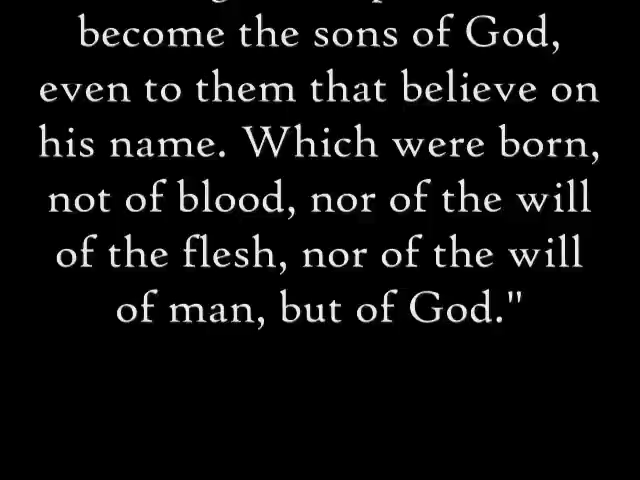 become the sons of God,
even to them that believe on
his name. Which were born,
not of blood, nor of the will
of the flesh, nor of the will
of man, but of God."